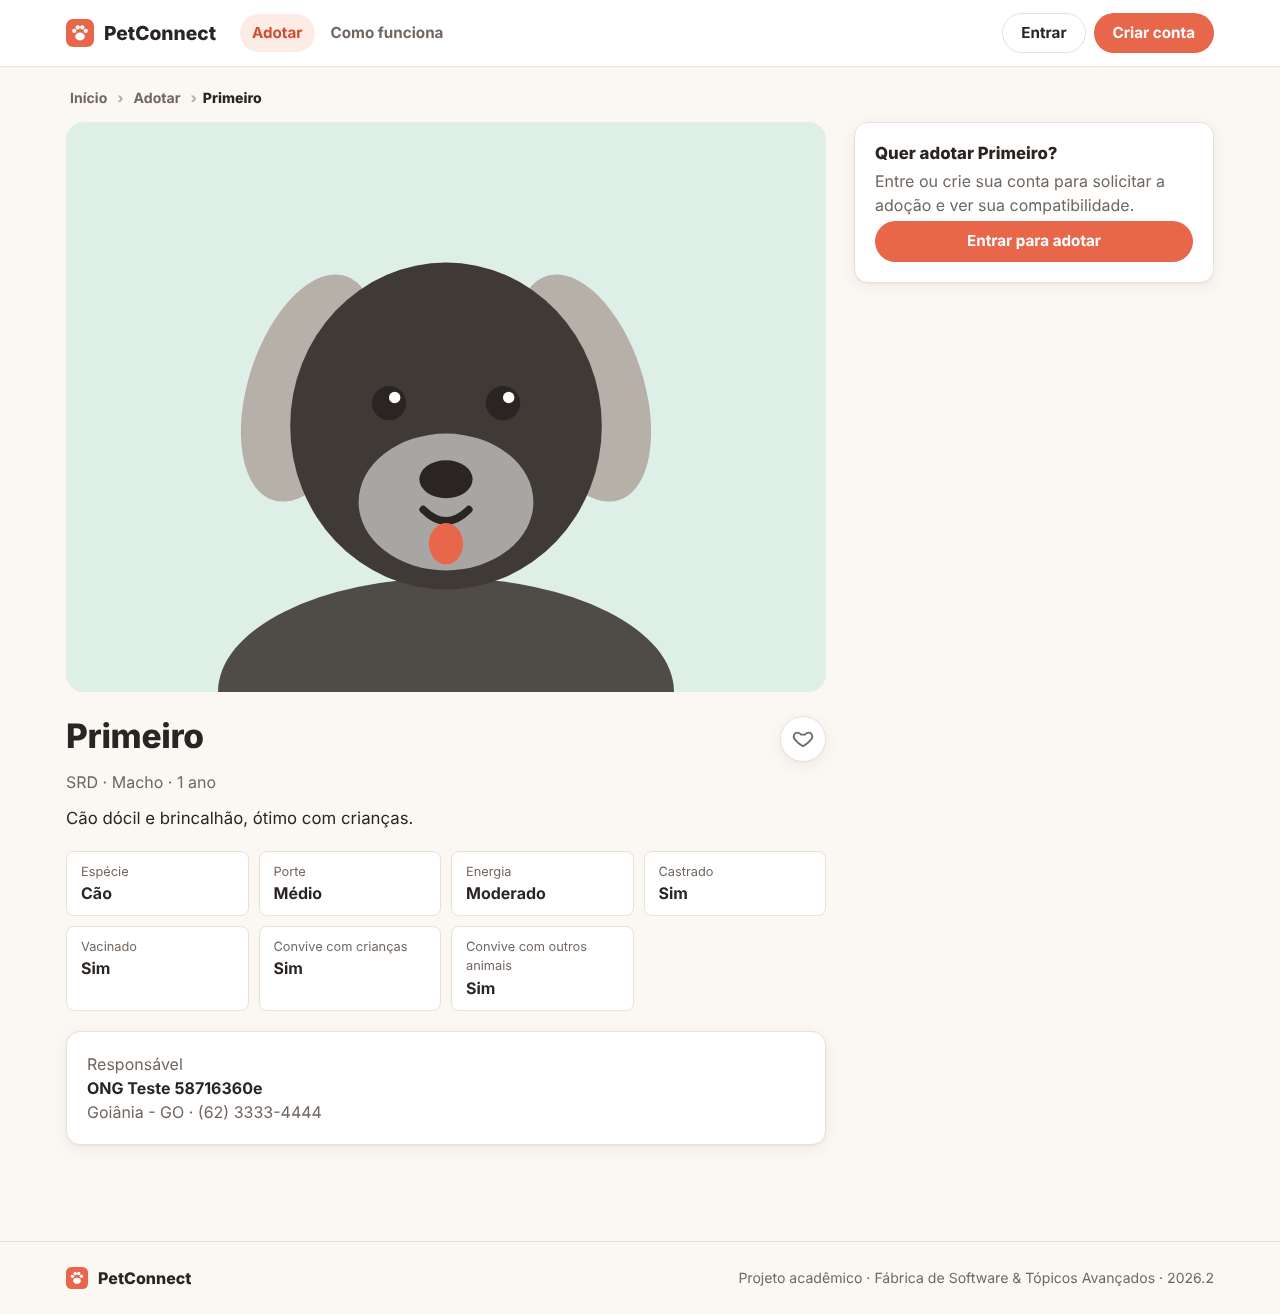 PetConnect
Adotar
Como funciona
Entrar
Criar conta
Início › Adotar › Primeiro
Quer adotar Primeiro?
Entre ou crie sua conta para solicitar a
adoção e ver sua compatibilidade.
Entrar para adotar
Primeiro
SRD · Macho · 1 ano
Cão dócil e brincalhão, ótimo com crianças.
Espécie
Cão
Porte
Médio
Energia
Moderado
Castrado
Sim
Vacinado
Sim
Convive com crianças
Sim
Convive com outros
animais
Sim
Responsável
ONG Teste 58716360e
Goiânia - GO · (62) 3333-4444
PetConnect
Projeto acadêmico · Fábrica de Software & Tópicos Avançados · 2026.2